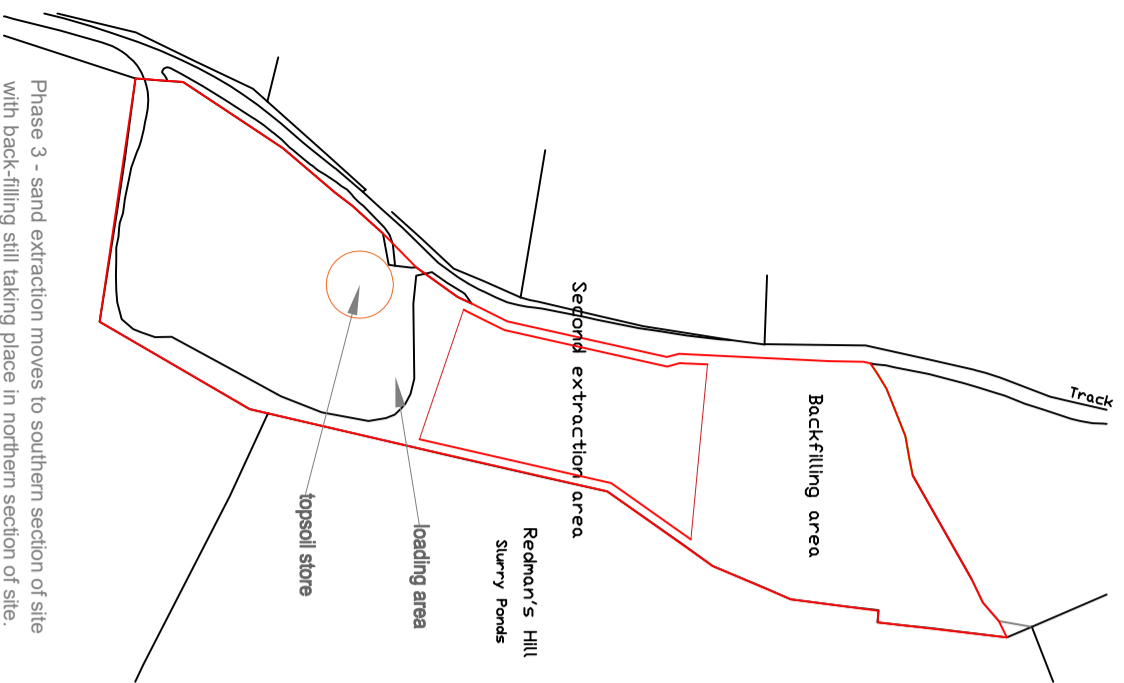 Track
Backfilling area
Second extraction area
Redman's Hill
Slurry Ponds
loading area
topsoil store
Phase 3 - sand extraction moves to southern section of site
with back-filling still taking place in northern section of site.